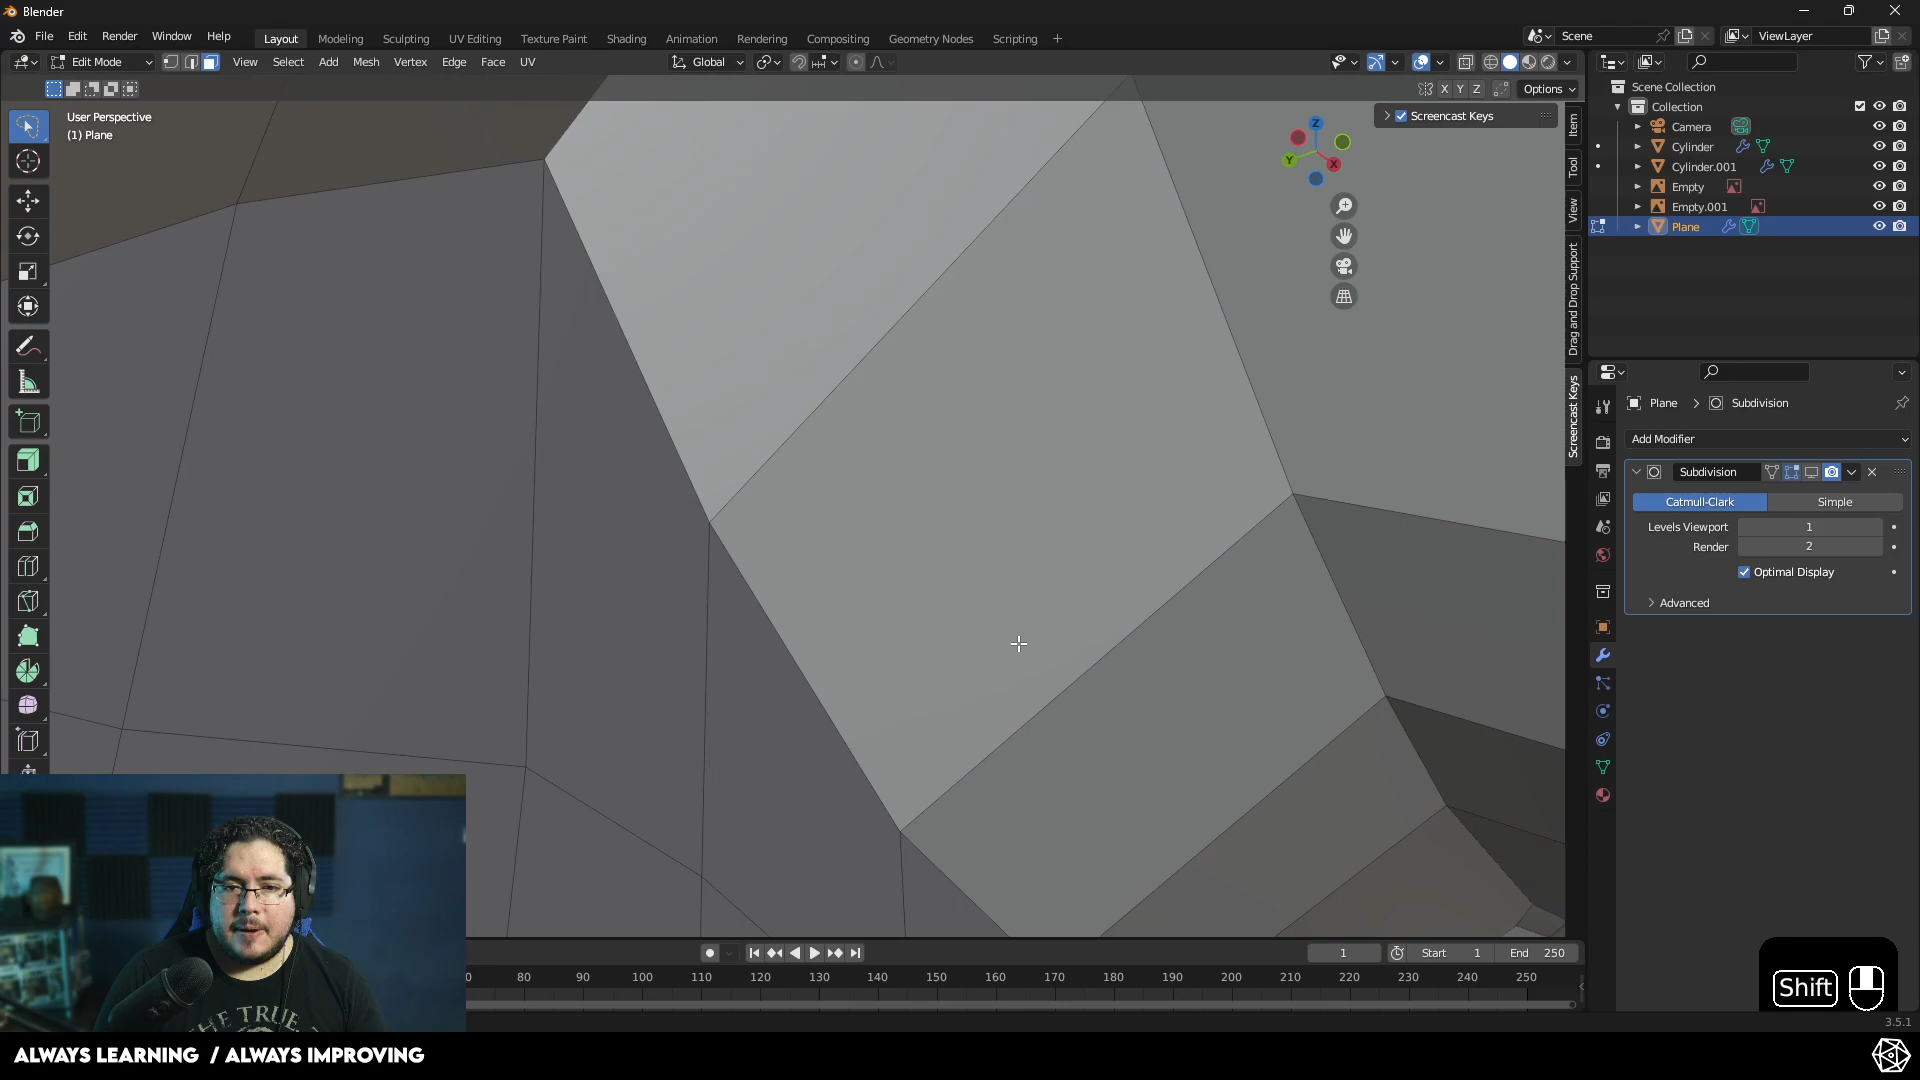 Blender
File Edit Render Window Help
Layout Modeling Sculpting UV Editing Texture Paint Shading Animation Rendering Compositing Geometry Nodes Scripting +
Scene
ViewLayer
Edit Mode
View Select Add Mesh Vertex Edge Face UV
Global
X Y Z
Options
User Perspective
(1) Plane
Screencast Keys
Z
Y
X
Item
Tool
View
Drag and Drop Support
Screencast Keys
Scene Collection
Collection
Camera
Cylinder
Cylinder.001
Empty
Empty.001
Plane
Plane > Subdivision
Add Modifier
Subdivision
Catmull-Clark Simple
Levels Viewport 1
Render 2
Optimal Display
Advanced
1 Start 1 End 250
0 80 90 100 110 120 130 140 150 160 170 180 190 200 210 220 230 240 250
Shift
3.5.1
THE TRUE
ALWAYS LEARNING / ALWAYS IMPROVING